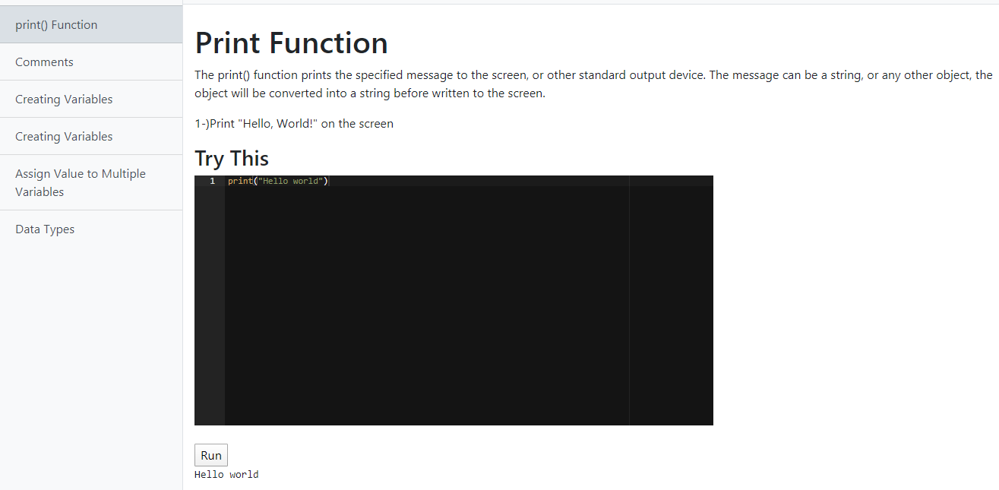 print() Function
Comments
Creating Variables
Creating Variables
Assign Value to Multiple
Variables
Data Types
Print Function
The print() function prints the specified message to the screen, or other standard output device. The message can be a string, or any other object, the
object will be converted into a string before written to the screen.
1-)Print "Hello, World!" on the screen
Try This
1 print("Hello world")
Run
Hello world